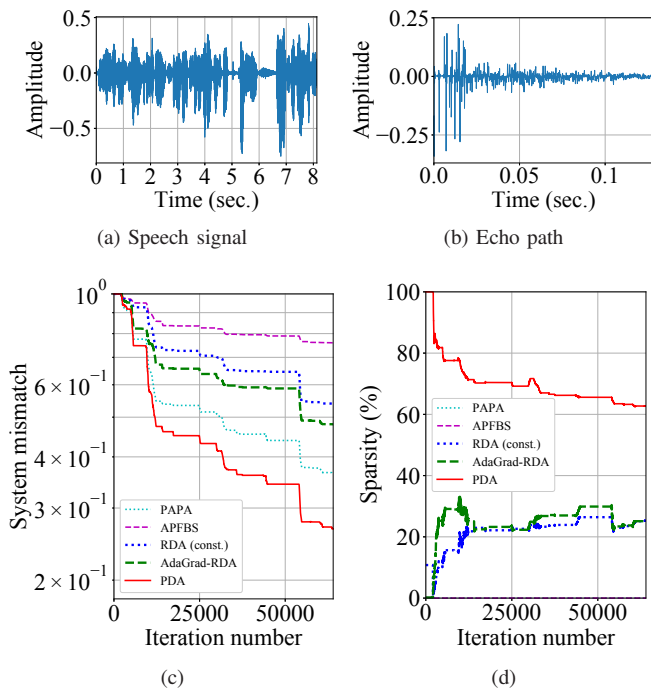 0.5
0.0
−0.5
Amplitude
0 1 2 3 4 5 6 7 8
Time (sec.)
(a) Speech signal
0.25
0.00
−0.25
Amplitude
0.0 0.05 0.1
Time (sec.)
(b) Echo path
10^0
6 × 10^−1
4 × 10^−1
3 × 10^−1
2 × 10^−1
System mismatch
PAPA
APFBS
RDA (const.)
AdaGrad-RDA
PDA
0 25000 50000
Iteration number
(c)
100
80
60
40
20
0
Sparsity (%)
PAPA
APFBS
RDA (const.)
AdaGrad-RDA
PDA
0 25000 50000
Iteration number
(d)